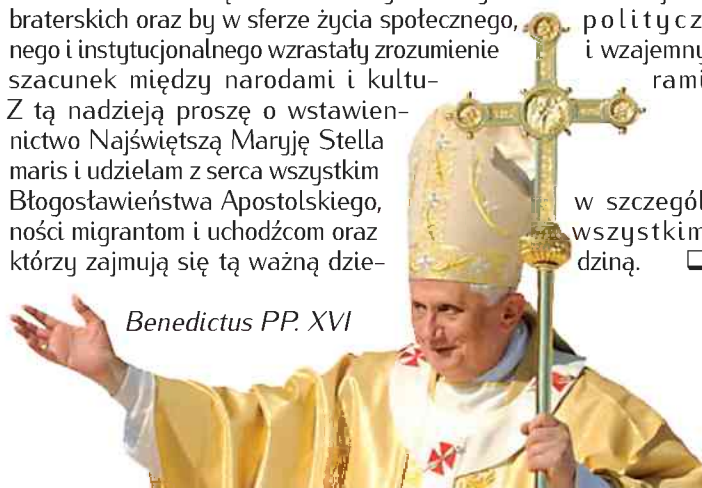 braterskich oraz by w sferze życia społecznego, politycz
nego i instytucjonalnego wzrastały zrozumienie i wzajemny
szacunek między narodami i kultu- rami
Z tą nadzieją proszę o wstawien-
nictwo Najświętszą Maryję Stella
maris i udzielam z serca wszystkim
Błogosławieństwa Apostolskiego, w szczegól
ności migrantom i uchodźcom oraz wszystkim
którzy zajmują się tą ważną dzie- dziną. ❑
Benedictus PP. XVI